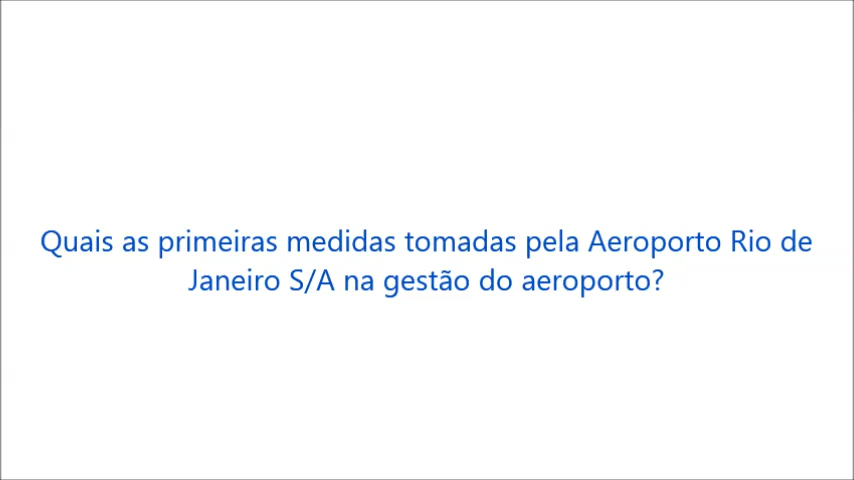 Quais as primeiras medidas tomadas pela Aeroporto Rio de
Janeiro S/A na gestão do aeroporto?